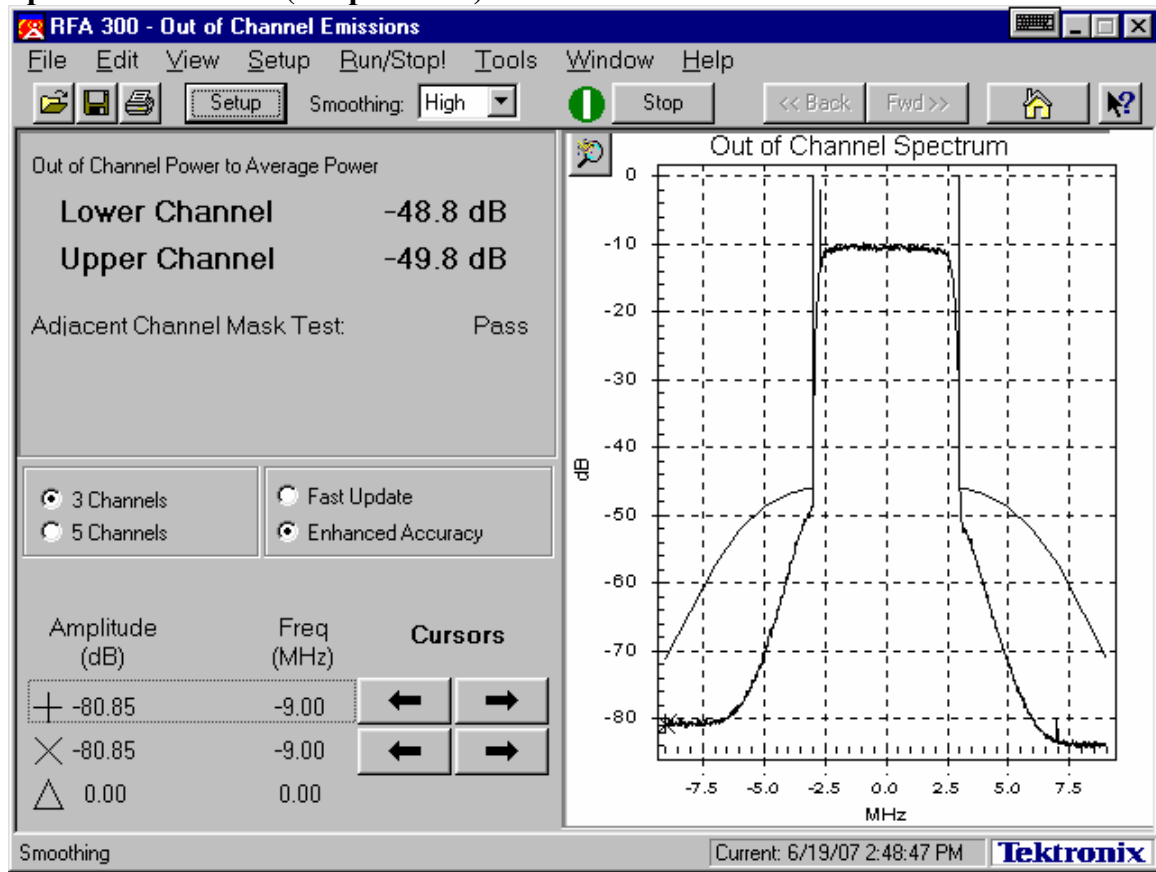 RFA 300 - Out of Channel Emissions
File Edit View Setup Run/Stop! Tools Window Help
Setup Smoothing: High Stop << Back Fwd >>
Out of Channel Power to Average Power
Lower Channel -48.8 dB
Upper Channel -49.8 dB
Adjacent Channel Mask Test: Pass
3 Channels
5 Channels
Fast Update
Enhanced Accuracy
Amplitude (dB) Freq (MHz) Cursors
-80.85 -9.00
-80.85 -9.00
0.00 0.00
Out of Channel Spectrum
0
-10
-20
-30
-40
dB
-50
-60
-70
-80
-7.5 -5.0 -2.5 0.0 2.5 5.0 7.5
MHz
Smoothing Current: 6/19/07 2:48:47 PM Tektronix